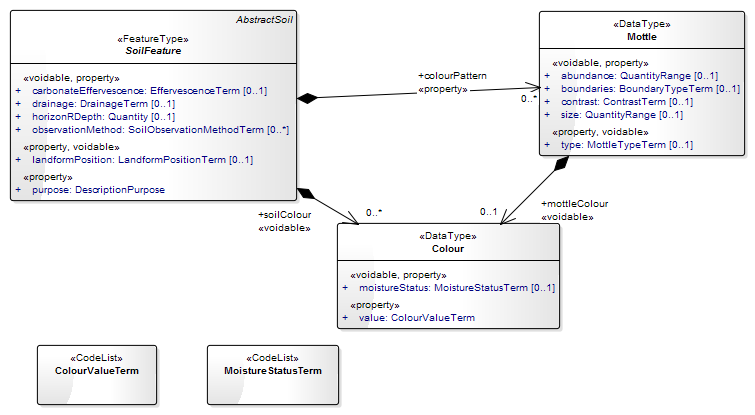 AbstractSoil
«FeatureType»
SoilFeature
«voidable, property»
+ carbonateEffervescence: EffervescenceTerm [0..1]
+ drainage: DrainageTerm [0..1]
+ horizonRDepth: Quantity [0..1]
+ observationMethod: SoilObservationMethodTerm [0..*]
«property, voidable»
+ landformPosition: LandformPositionTerm [0..1]
«property»
+ purpose: DescriptionPurpose
+colourPattern
«property»
0..*
«DataType»
Mottle
«voidable, property»
+ abundance: QuantityRange [0..1]
+ boundaries: BoundaryTypeTerm [0..1]
+ contrast: ContrastTerm [0..1]
+ size: QuantityRange [0..1]
«property, voidable»
+ type: MottleTypeTerm [0..1]
+soilColour
«voidable»
0..*
0..1
+mottleColour
«voidable»
«DataType»
Colour
«voidable, property»
+ moistureStatus: MoistureStatusTerm [0..1]
«property»
+ value: ColourValueTerm
«CodeList»
ColourValueTerm
«CodeList»
MoistureStatusTerm